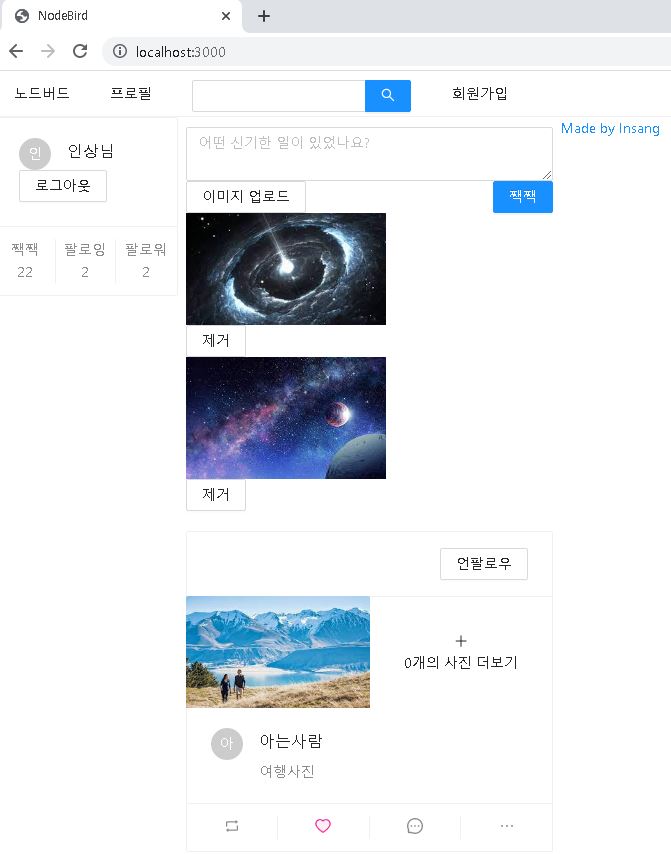 NodeBird
localhost:3000
노드버드 프로필 회원가입
인 인상님
로그아웃
짹짹 팔로잉 팔로워
22 2 2
어떤 신기한 일이 있었나요?
이미지 업로드 짹짹
제거
제거
언팔로우
0개의 사진 더보기
아 아는사람
여행사진
Made by Insang